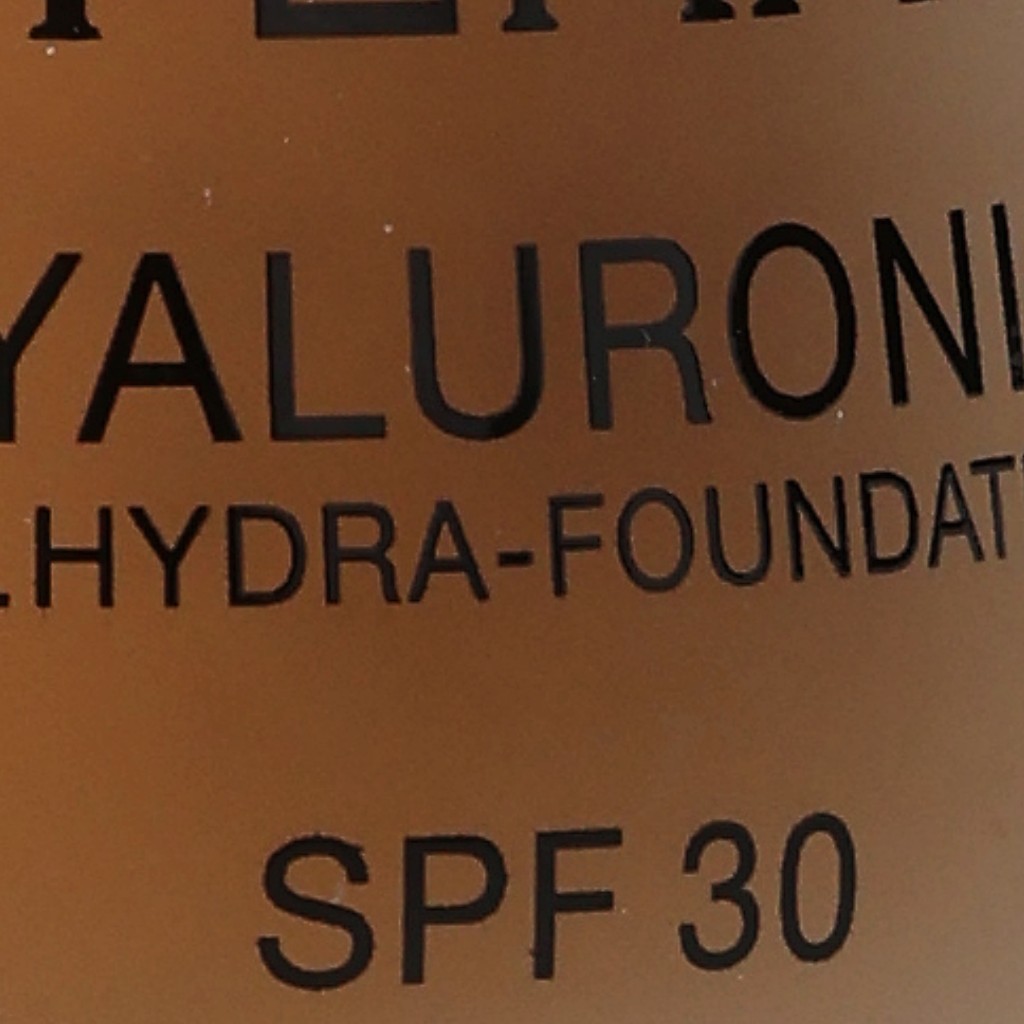 YALURONI
.HYDRA-FOUNDAT
SPF 30